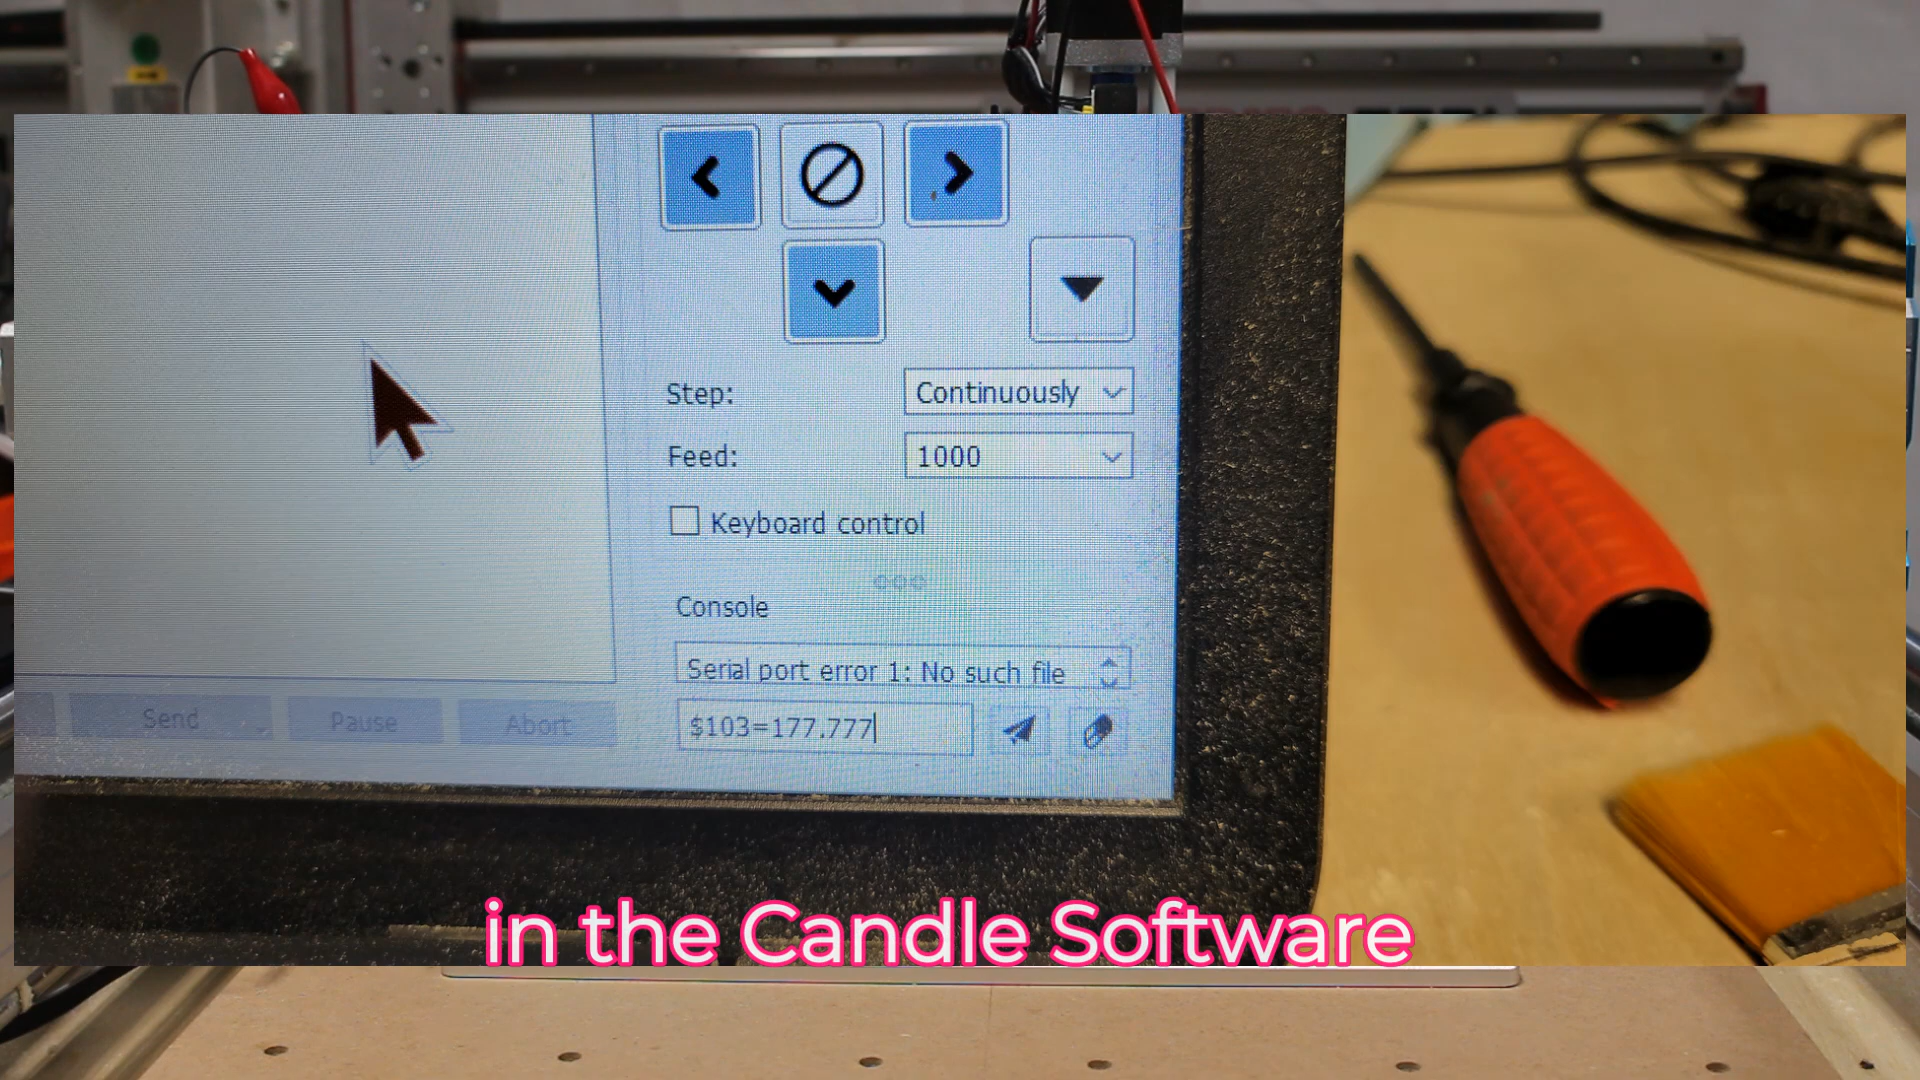 Step:
Continuously
Feed:
1000
Keyboard control
Console
Serial port error 1: No such file
Send
Pause
Abort
$103=177.777
in the Candle Software